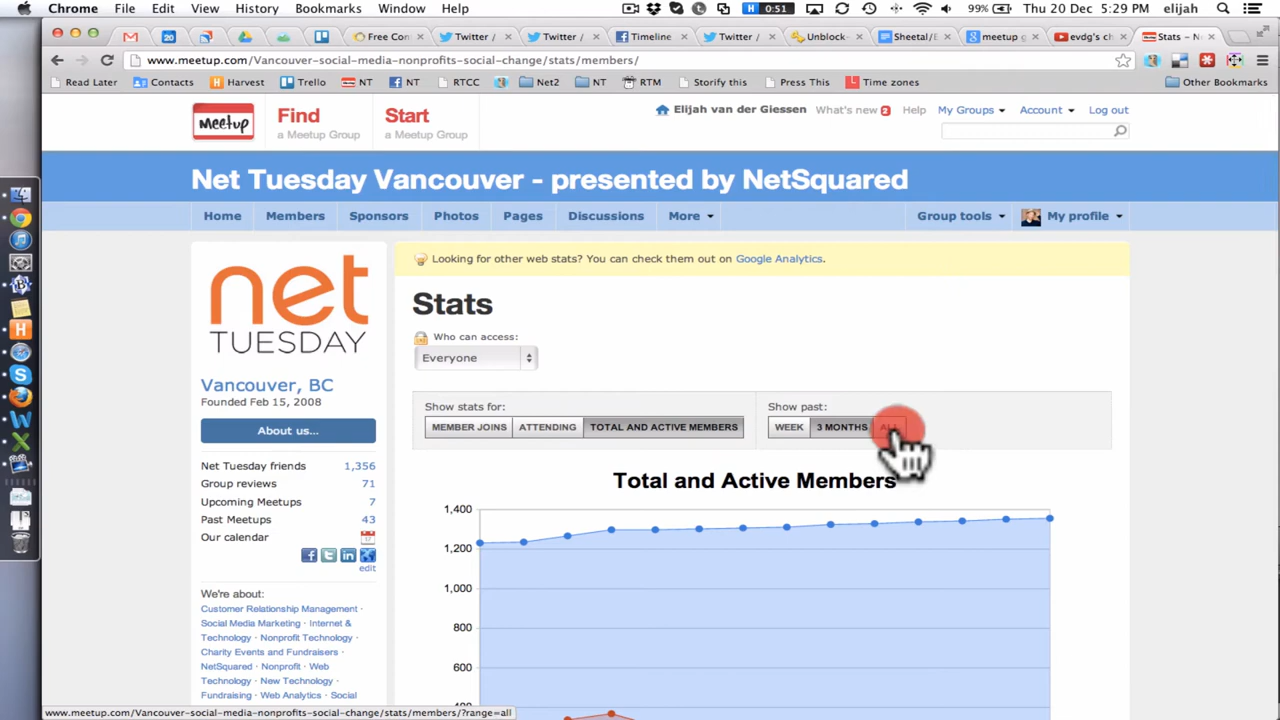 Chrome File Edit View History Bookmarks Window Help 0:51 99% Thu 20 Dec 5:29 PM elijah
Free Con Twitter / Twitter / Timeline Twitter / Unblock- Sheetal/E meetup g evdg's ch Stats – N
www.meetup.com/Vancouver-social-media-nonprofits-social-change/stats/members/
Read Later Contacts Harvest Trello NT NT RTCC Net2 NT RTM Storify this Press This Time zones Other Bookmarks
Meetup Find Start Elijah van der Giessen What's new 2 Help My Groups Account Log out
a Meetup Group a Meetup Group
Net Tuesday Vancouver - presented by NetSquared
Home Members Sponsors Photos Pages Discussions More Group tools My profile
Looking for other web stats? You can check them out on Google Analytics.
net
TUESDAY
Vancouver, BC
Founded Feb 15, 2008
About us...
Net Tuesday friends 1,356
Group reviews 71
Upcoming Meetups 7
Past Meetups 43
Our calendar
edit
We're about:
Customer Relationship Management ·
Social Media Marketing · Internet &
Technology · Nonprofit Technology ·
Charity Events and Fundraisers ·
NetSquared · Nonprofit · Web
Technology · New Technology ·
Fundraising · Web Analytics · Social
Stats
Who can access:
Everyone
Show stats for: Show past:
MEMBER JOINS ATTENDING TOTAL AND ACTIVE MEMBERS WEEK 3 MONTHS ALL
Total and Active Members
1,400
1,200
1,000
800
600
400
www.meetup.com/Vancouver-social-media-nonprofits-social-change/stats/members/?range=all